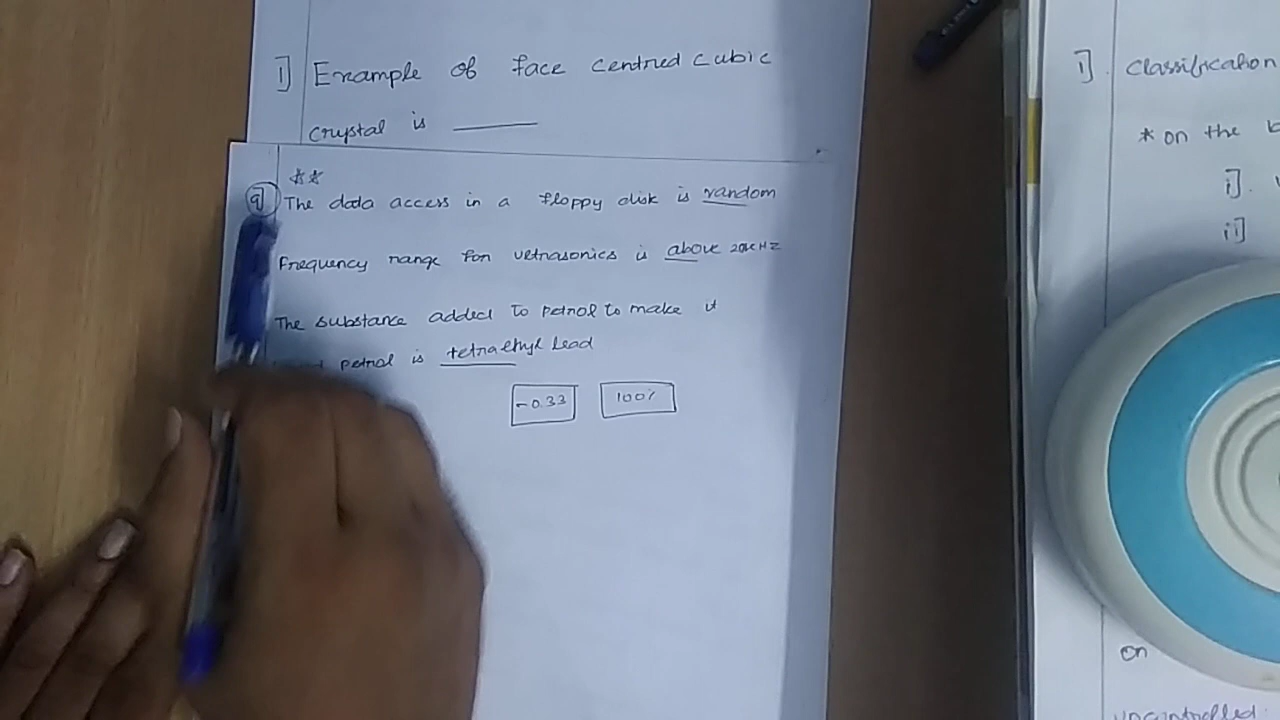 1] Example of face centred cubic
crystal is ______
**
9] The data access in a floppy disk is random
Frequency range for ultrasonics is above 20kHz
The substance added to petrol to make it
petrol is tetraethyl lead
-0.33 100%
i]. Classification
* on the
i].
ii]
on
uncontrolled.